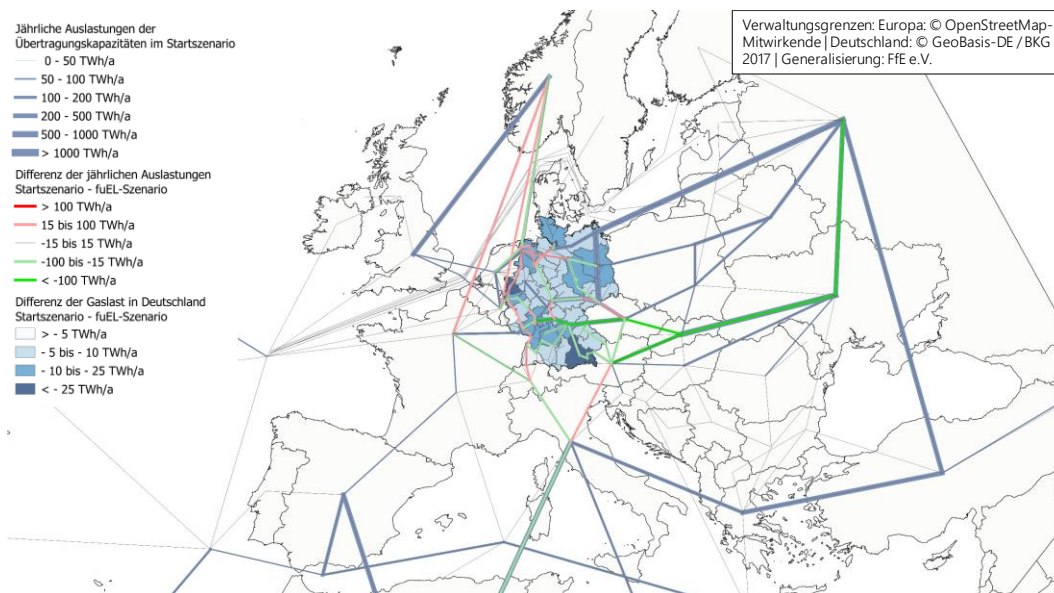 Jährliche Auslastungen der
Übertragungskapazitäten im Startszenario
0 - 50 TWh/a
50 - 100 TWh/a
100 - 200 TWh/a
200 - 500 TWh/a
500 - 1000 TWh/a
> 1000 TWh/a
Differenz der jährlichen Auslastungen
Startszenario - fuEL-Szenario
> 100 TWh/a
15 bis 100 TWh/a
-15 bis 15 TWh/a
-100 bis -15 TWh/a
< -100 TWh/a
Differenz der Gaslast in Deutschland
Startszenario - fuEL-Szenario
> - 5 TWh/a
- 5 bis - 10 TWh/a
- 10 bis - 25 TWh/a
< - 25 TWh/a
Verwaltungsgrenzen: Europa: © OpenStreetMap-
Mitwirkende | Deutschland: © GeoBasis-DE / BKG
2017 | Generalisierung: FfE e.V.